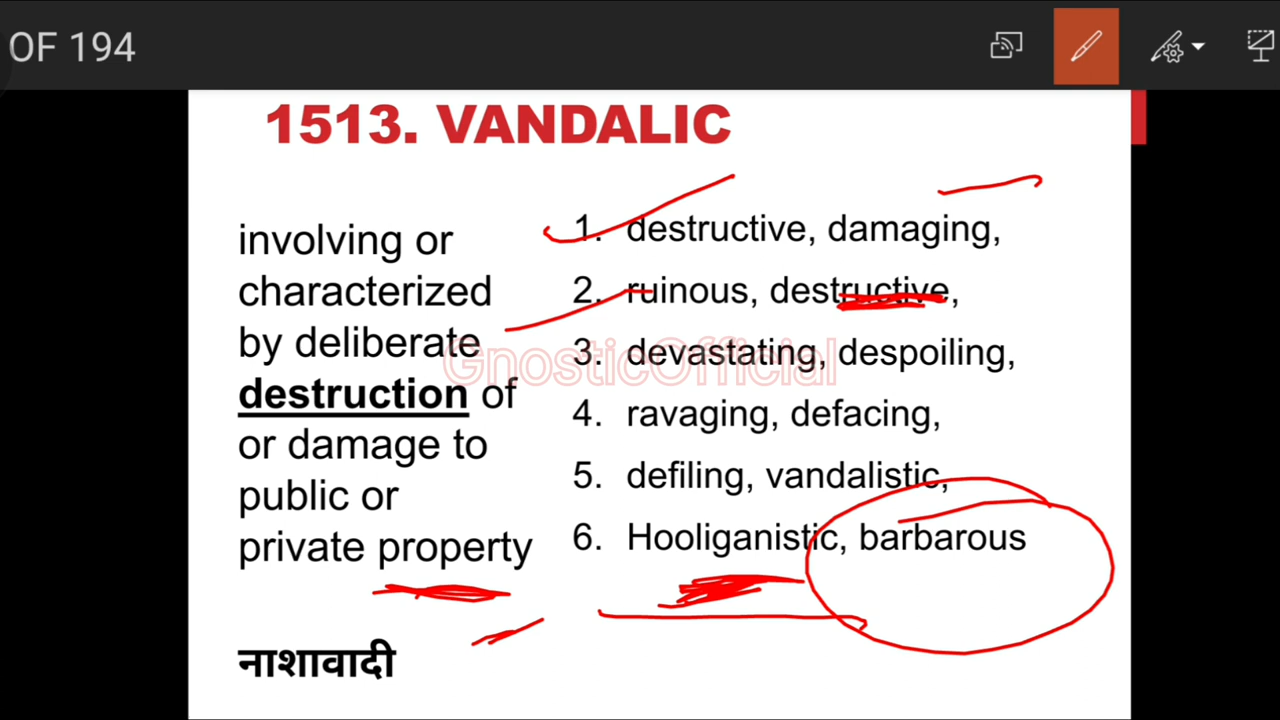 OF 194
1513. VANDALIC
involving or
characterized
by deliberate
destruction of
or damage to
public or
private property
नाशावादी
1. destructive, damaging,
2. ruinous, destructive,
3. devastating, despoiling,
4. ravaging, defacing,
5. defiling, vandalistic,
6. Hooliganistic, barbarous
GnosticOfficial